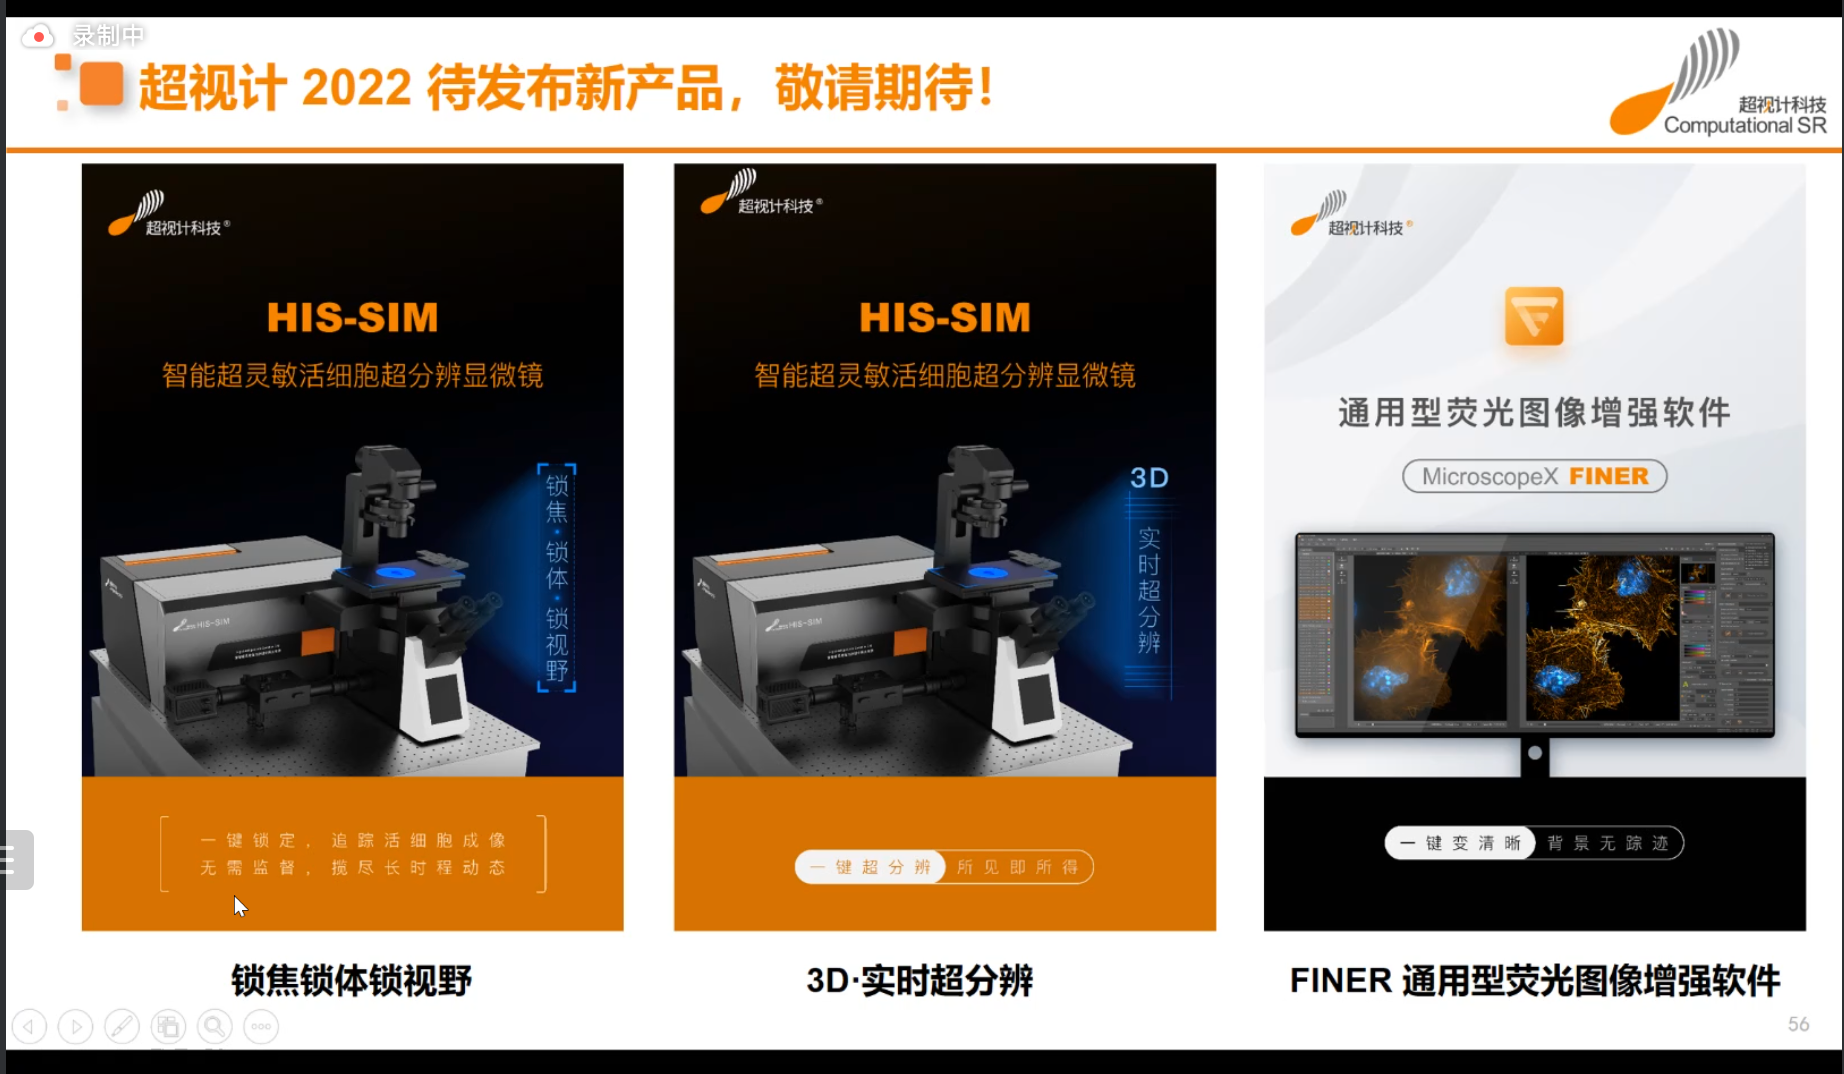 录制中
超视计 2022 待发布新产品，敬请期待！
超视计科技
Computational SR
超视计科技®
HIS-SIM
智能超灵敏活细胞超分辨显微镜
锁焦·锁体·锁视野
HIS-SIM
一键锁定，追踪活细胞成像
无需监督，揽尽长时程动态
锁焦锁体锁视野
超视计科技®
HIS-SIM
智能超灵敏活细胞超分辨显微镜
3D
实时超分辨
HIS-SIM
一键超分辨 所见即所得
3D·实时超分辨
超视计科技®
通用型荧光图像增强软件
MicroscopeX FINER
一键变清晰 背景无踪迹
FINER 通用型荧光图像增强软件
56